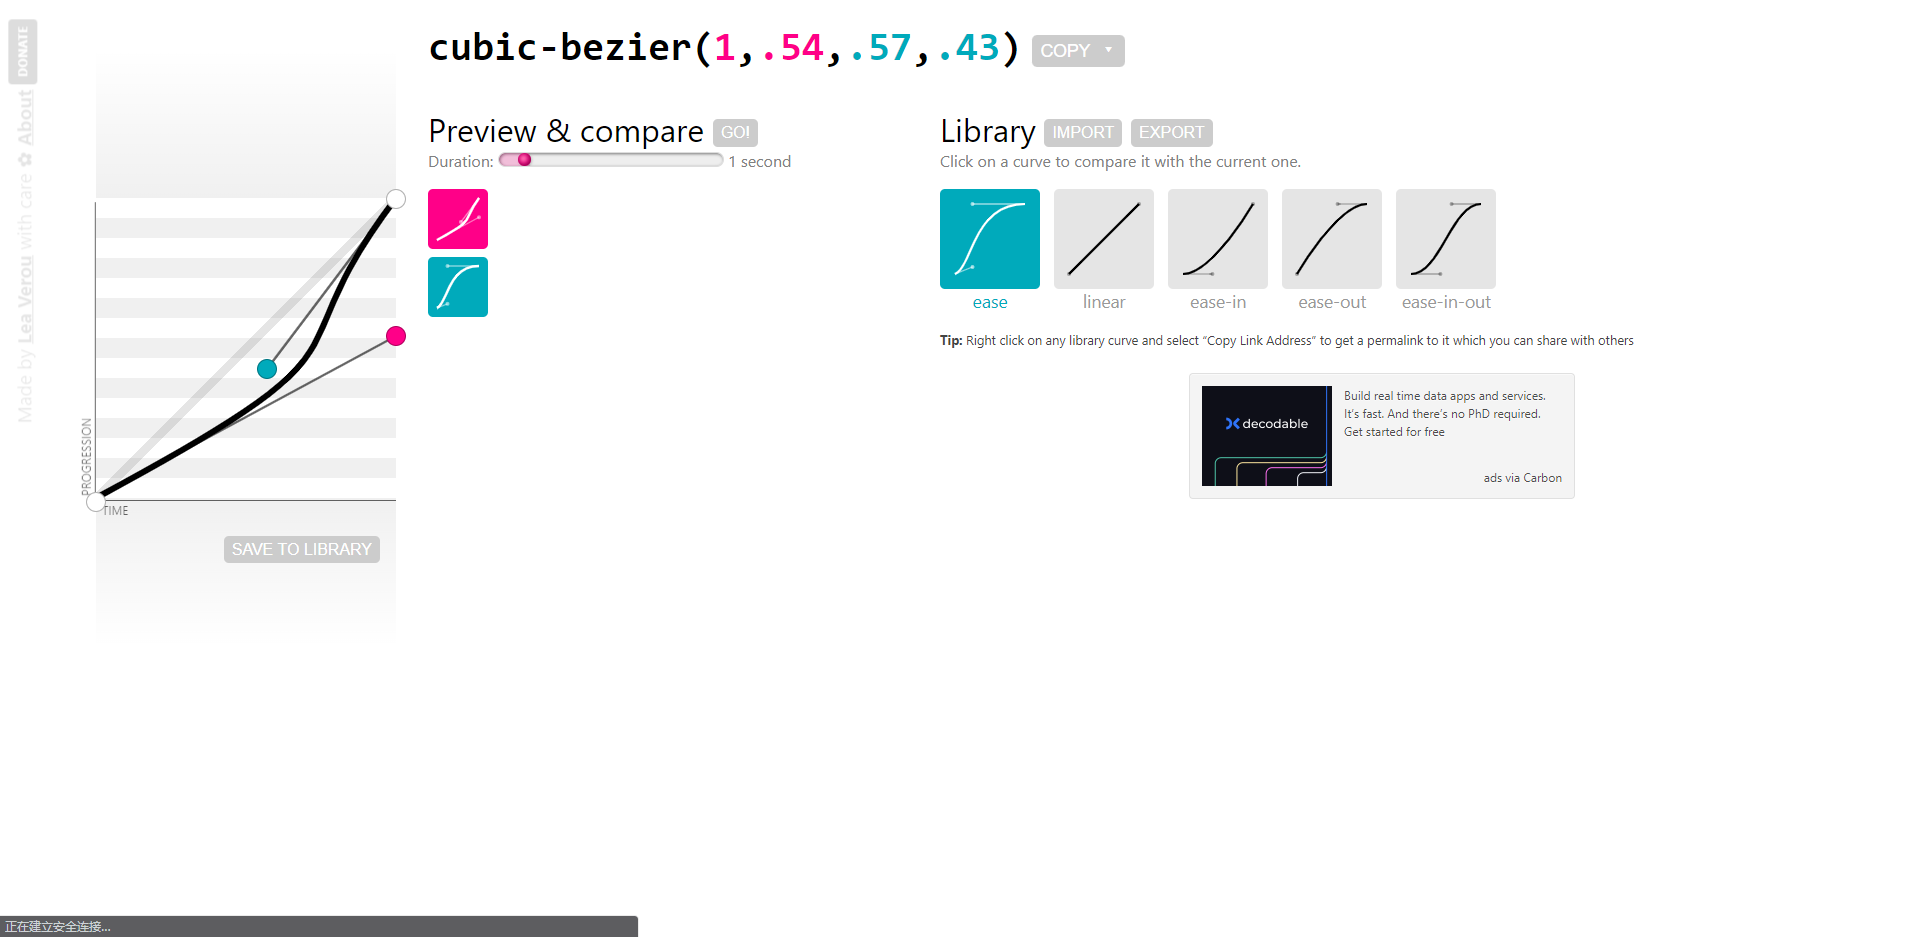 DONATE
Made by Lea Verou with care ✿ About
cubic-bezier(1,.54,.57,.43)
COPY
Preview & compare
GO!
Duration:
1 second
Library
IMPORT
EXPORT
Click on a curve to compare it with the current one.
ease
linear
ease-in
ease-out
ease-in-out
Tip: Right click on any library curve and select “Copy Link Address” to get a permalink to it which you can share with others
decodable
Build real time data apps and services.
It's fast. And there's no PhD required.
Get started for free
ads via Carbon
PROGRESSION
TIME
SAVE TO LIBRARY
正在建立安全连接...